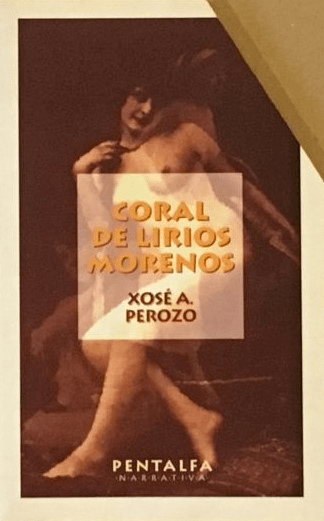 CORAL
DE LIRIOS
MORENOS
XOSÉ A.
PEROZO
PENTALFA
·NARRATIVA·